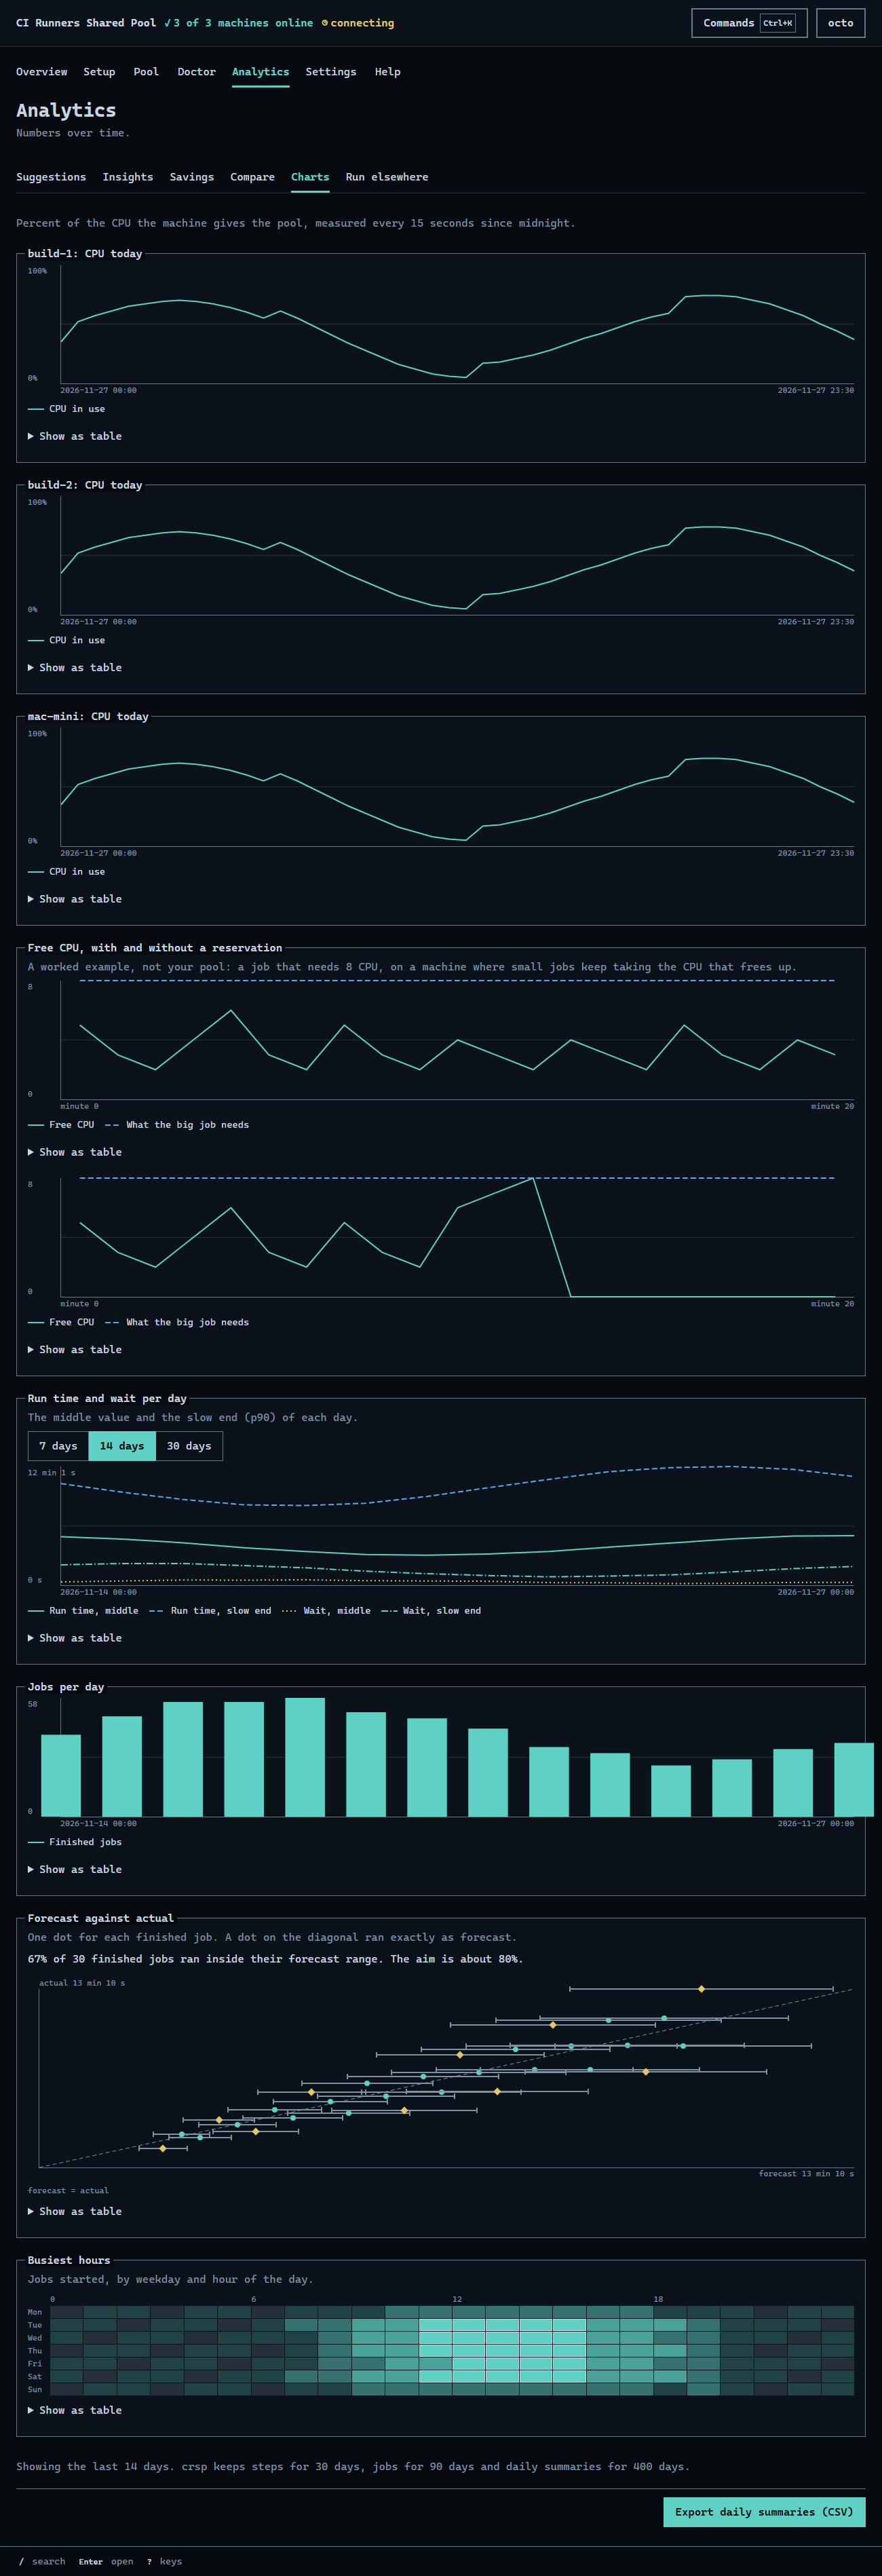 CI Runners Shared Pool ✓ 3 of 3 machines online connecting Commands Ctrl+K octo
Overview Setup Pool Doctor Analytics Settings Help
Analytics
Numbers over time.
Suggestions Insights Savings Compare Charts Run elsewhere
Percent of the CPU the machine gives the pool, measured every 15 seconds since midnight.
build-1: CPU today
100%
0%
2026-11-27 00:00 2026-11-27 23:30
CPU in use
▶ Show as table
build-2: CPU today
100%
0%
2026-11-27 00:00 2026-11-27 23:30
CPU in use
▶ Show as table
mac-mini: CPU today
100%
0%
2026-11-27 00:00 2026-11-27 23:30
CPU in use
▶ Show as table
Free CPU, with and without a reservation
A worked example, not your pool: a job that needs 8 CPU, on a machine where small jobs keep taking the CPU that frees up.
8
0
minute 0 minute 20
Free CPU What the big job needs
▶ Show as table
8
0
minute 0 minute 20
Free CPU What the big job needs
▶ Show as table
Run time and wait per day
The middle value and the slow end (p90) of each day.
7 days 14 days 30 days
12 min 1 s
0 s
2026-11-14 00:00 2026-11-27 00:00
Run time, middle Run time, slow end Wait, middle Wait, slow end
▶ Show as table
Jobs per day
58
0
2026-11-14 00:00 2026-11-27 00:00
Finished jobs
▶ Show as table
Forecast against actual
One dot for each finished job. A dot on the diagonal ran exactly as forecast.
67% of 30 finished jobs ran inside their forecast range. The aim is about 80%.
actual 13 min 10 s
forecast 13 min 10 s
forecast = actual
▶ Show as table
Busiest hours
Jobs started, by weekday and hour of the day.
0 6 12 18
Mon
Tue
Wed
Thu
Fri
Sat
Sun
▶ Show as table
Showing the last 14 days. crsp keeps steps for 30 days, jobs for 90 days and daily summaries for 400 days.
Export daily summaries (CSV)
/ search Enter open ? keys